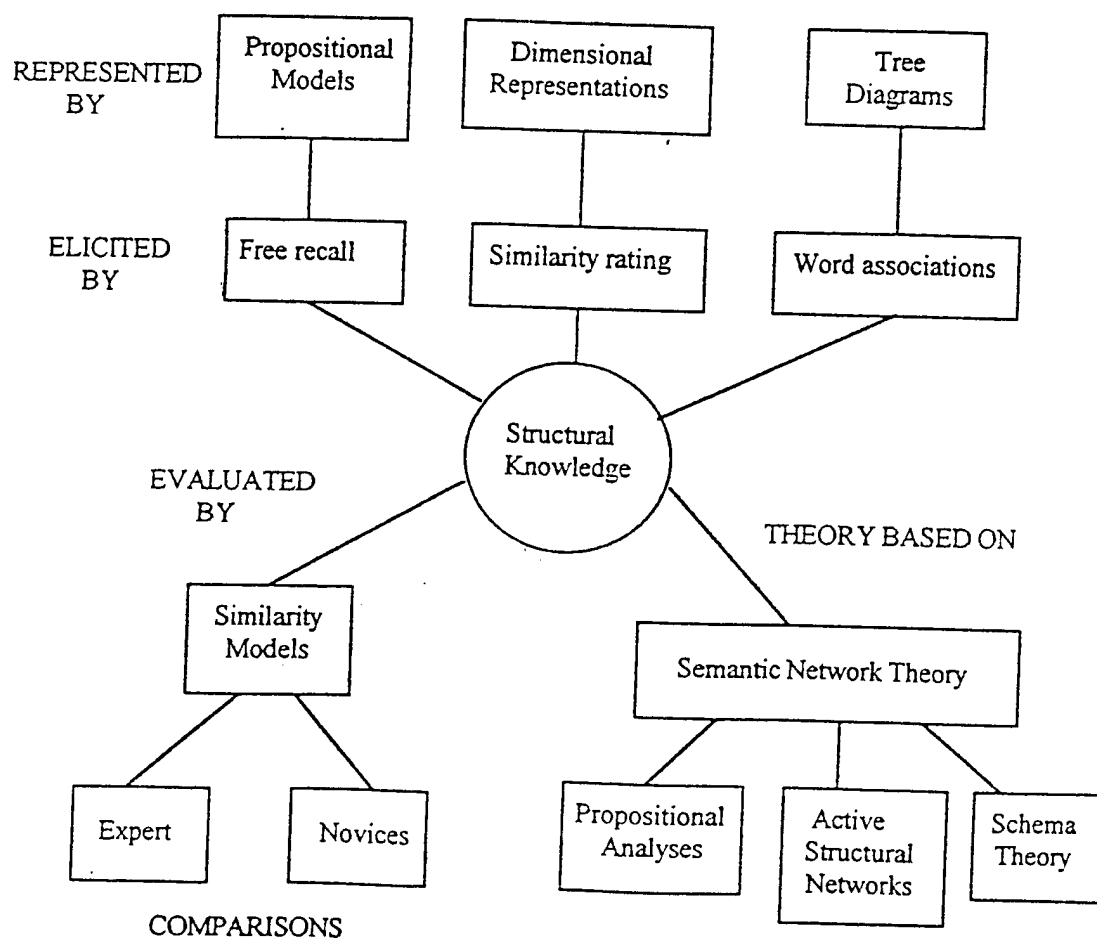 REPRESENTED
BY
Propositional
Models
Dimensional
Representations
Tree
Diagrams
ELICITED
BY
Free recall
Similarity rating
Word associations
Structural
Knowledge
EVALUATED
BY
THEORY BASED ON
Similarity
Models
Semantic Network Theory
Expert
Novices
Propositional
Analyses
Active
Structural
Networks
Schema
Theory
COMPARISONS